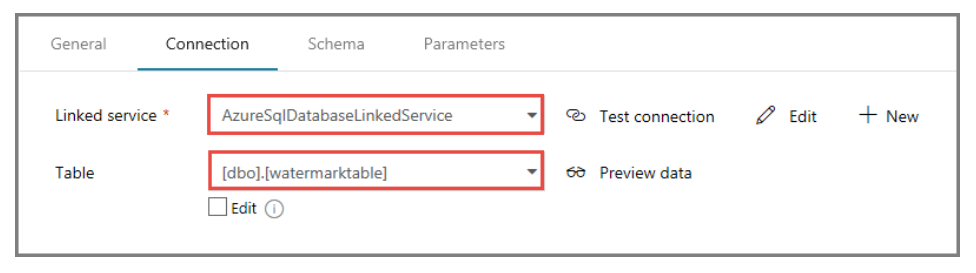 General Connection Schema Parameters
Linked service * AzureSqlDatabaseLinkedService Test connection Edit New
Table [dbo].[watermarktable] Preview data
Edit